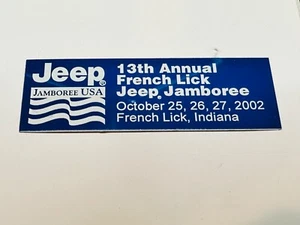 Jeep
JAMBOREE USA
13th Annual
French Lick
Jeep Jamboree
October 25, 26, 27, 2002
French Lick, Indiana